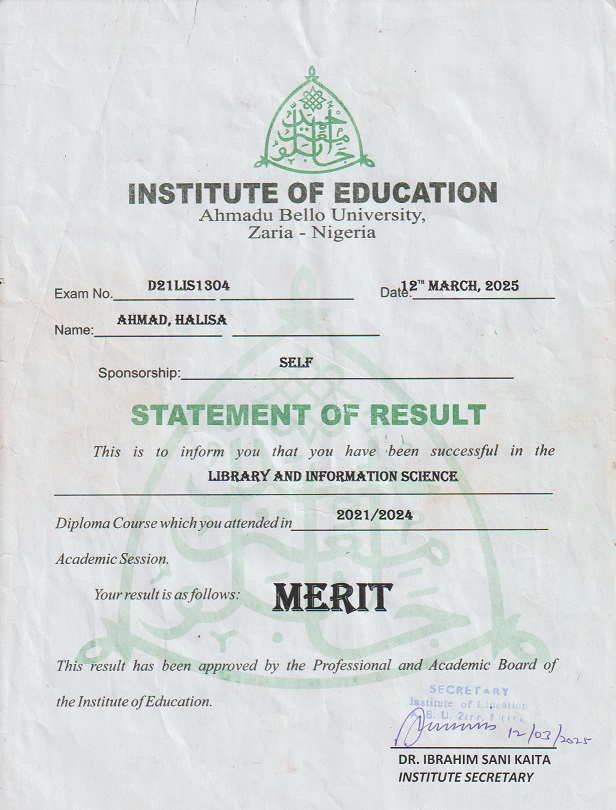 INSTITUTE OF EDUCATION
Ahmadu Bello University,
Zaria - Nigeria
Exam No. D21LIS1304 Date: 12TH MARCH, 2025
Name: AHMAD, HALISA
Sponsorship: SELF
STATEMENT OF RESULT
This is to inform you that you have been successful in the
LIBRARY AND INFORMATION SCIENCE
Diploma Course which you attended in 2021/2024
Academic Session.
Your result is as follows: MERIT
This result has been approved by the Professional and Academic Board of
the Institute of Education.
SECRETARY
Institute of Education
12/03/2025
DR. IBRAHIM SANI KAITA
INSTITUTE SECRETARY